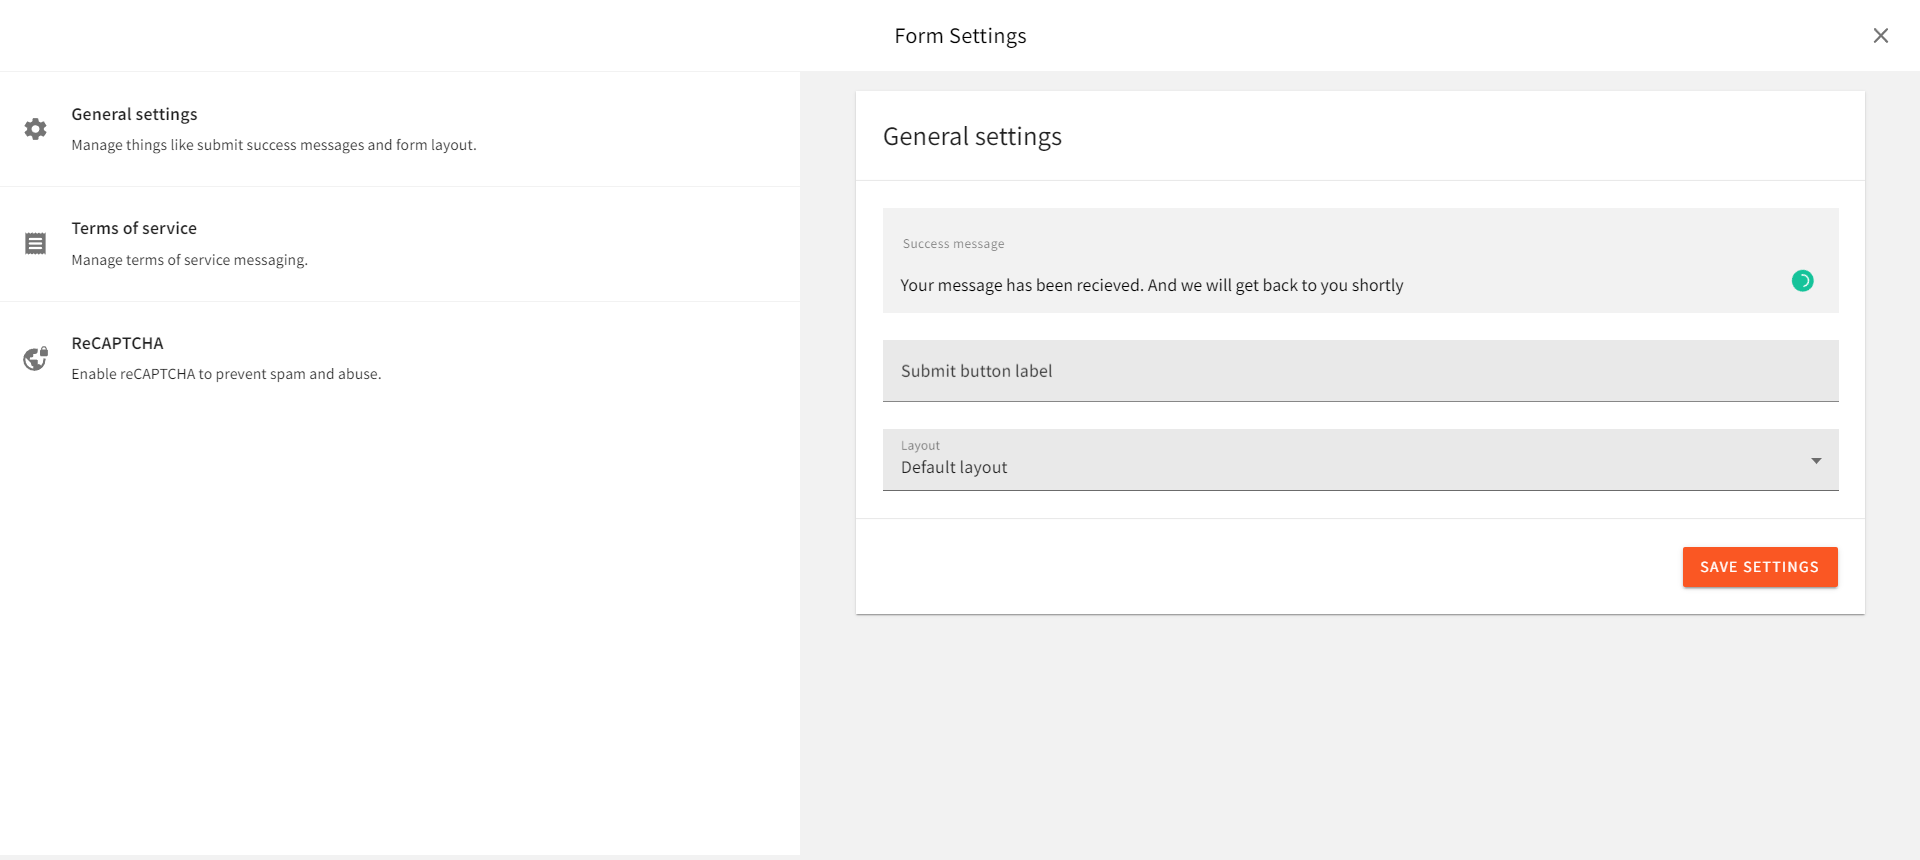 Form Settings
General settings
Manage things like submit success messages and form layout.
Terms of service
Manage terms of service messaging.
ReCAPTCHA
Enable reCAPTCHA to prevent spam and abuse.
General settings
Success message
Your message has been recieved. And we will get back to you shortly
Submit button label
Layout
Default layout
SAVE SETTINGS